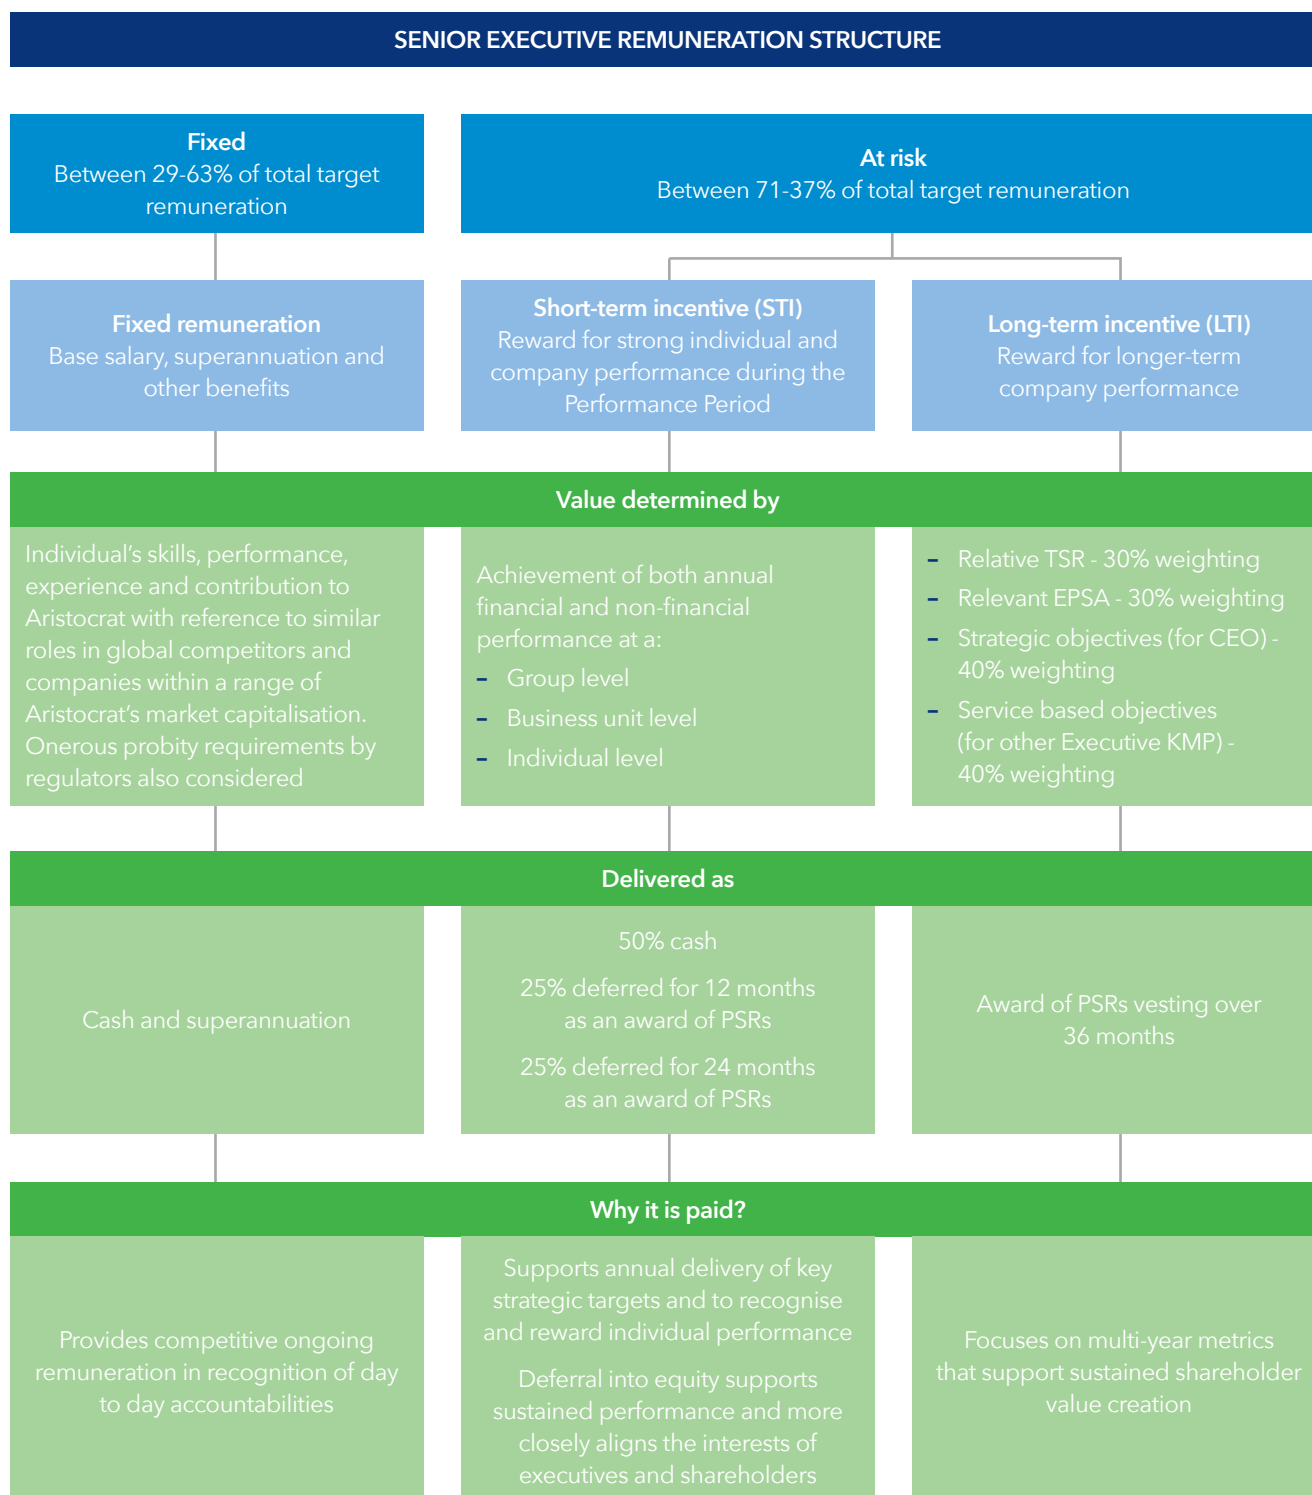 SENIOR EXECUTIVE REMUNERATION STRUCTURE
Fixed
Between 29-63% of total target
remuneration
At risk
Between 71-37% of total target remuneration
Fixed remuneration
Base salary, superannuation and
other benefits
Short-term incentive (STI)
Reward for strong individual and
company performance during the
Performance Period
Long-term incentive (LTI)
Reward for longer-term
company performance
Value determined by
Individual's skills, performance,
experience and contribution to
Aristocrat with reference to similar
roles in global competitors and
companies within a range of
Aristocrat's market capitalisation.
Onerous probity requirements by
regulators also considered
Achievement of both annual
financial and non-financial
performance at a:
– Group level
– Business unit level
– Individual level
– Relative TSR - 30% weighting
– Relevant EPSA - 30% weighting
– Strategic objectives (for CEO) -
40% weighting
– Service based objectives
(for other Executive KMP) -
40% weighting
Delivered as
Cash and superannuation
50% cash
25% deferred for 12 months
as an award of PSRs
25% deferred for 24 months
as an award of PSRs
Award of PSRs vesting over
36 months
Why it is paid?
Provides competitive ongoing
remuneration in recognition of day
to day accountabilities
Supports annual delivery of key
strategic targets and to recognise
and reward individual performance
Deferral into equity supports
sustained performance and more
closely aligns the interests of
executives and shareholders
Focuses on multi-year metrics
that support sustained shareholder
value creation